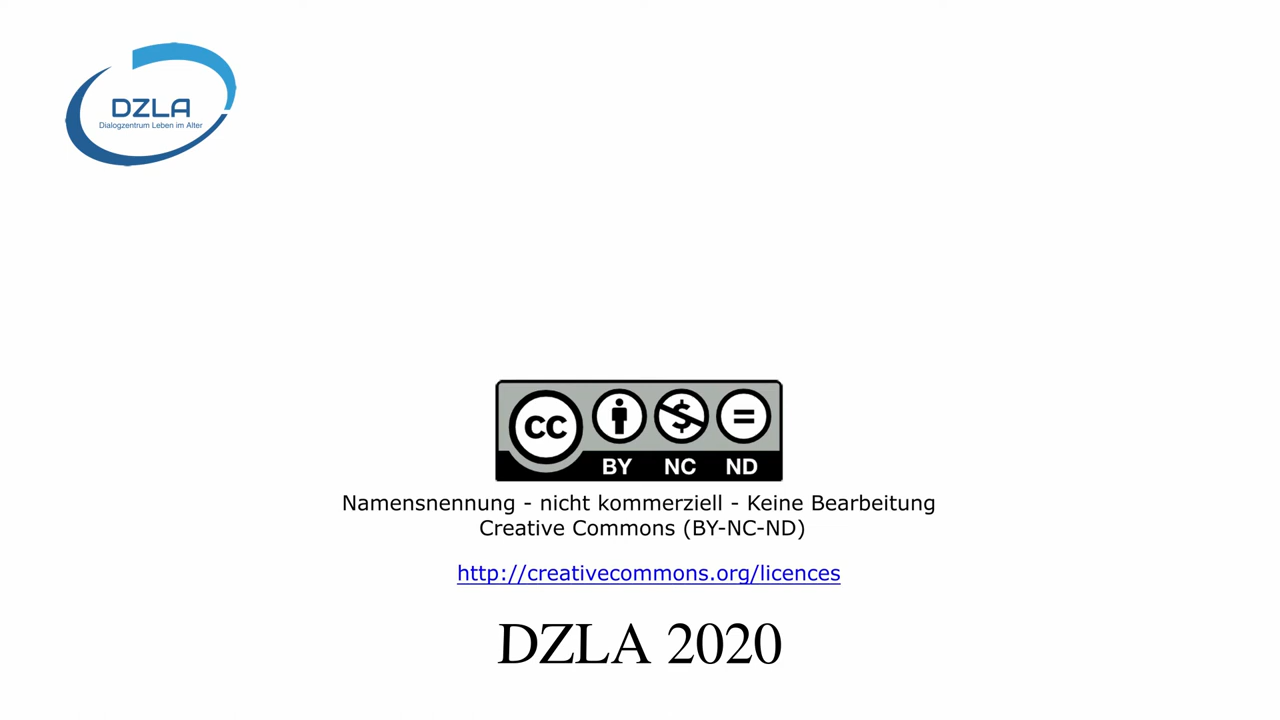 DZLA
Dialogzentrum Leben im Alter
CC
BY NC ND
Namensnennung - nicht kommerziell - Keine Bearbeitung
Creative Commons (BY-NC-ND)
http://creativecommons.org/licences
DZLA 2020